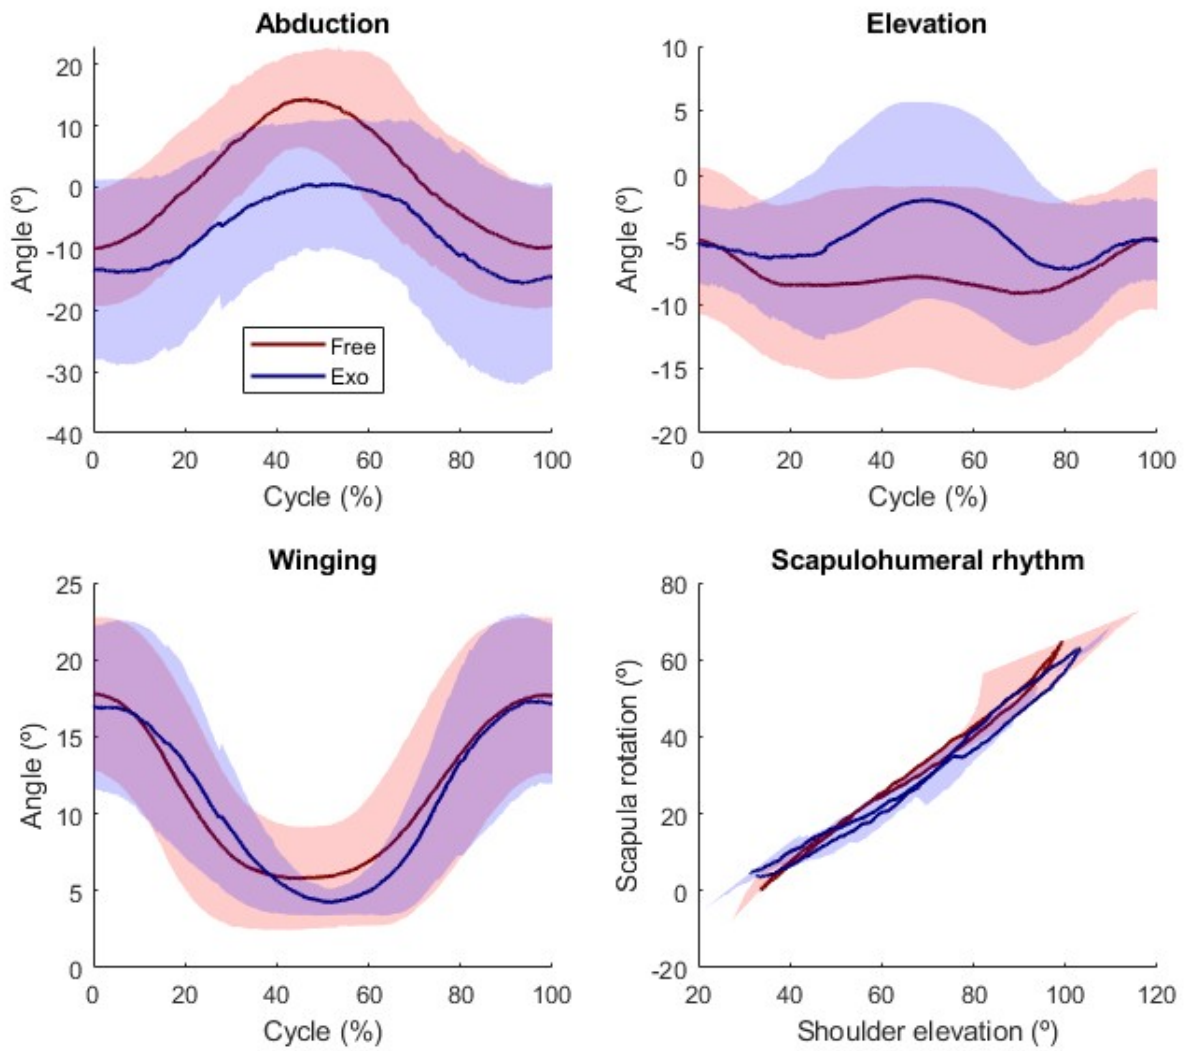 Abduction
20
10
0
-10
-20
-30
-40
Angle (º)
Free
Exo
0 20 40 60 80 100
Cycle (%)
Elevation
10
5
0
-5
-10
-15
-20
Angle (º)
0 20 40 60 80 100
Cycle (%)
Winging
25
20
15
10
5
0
Angle (º)
0 20 40 60 80 100
Cycle (%)
Scapulohumeral rhythm
80
60
40
20
0
-20
Scapula rotation (º)
20 40 60 80 100 120
Shoulder elevation (º)